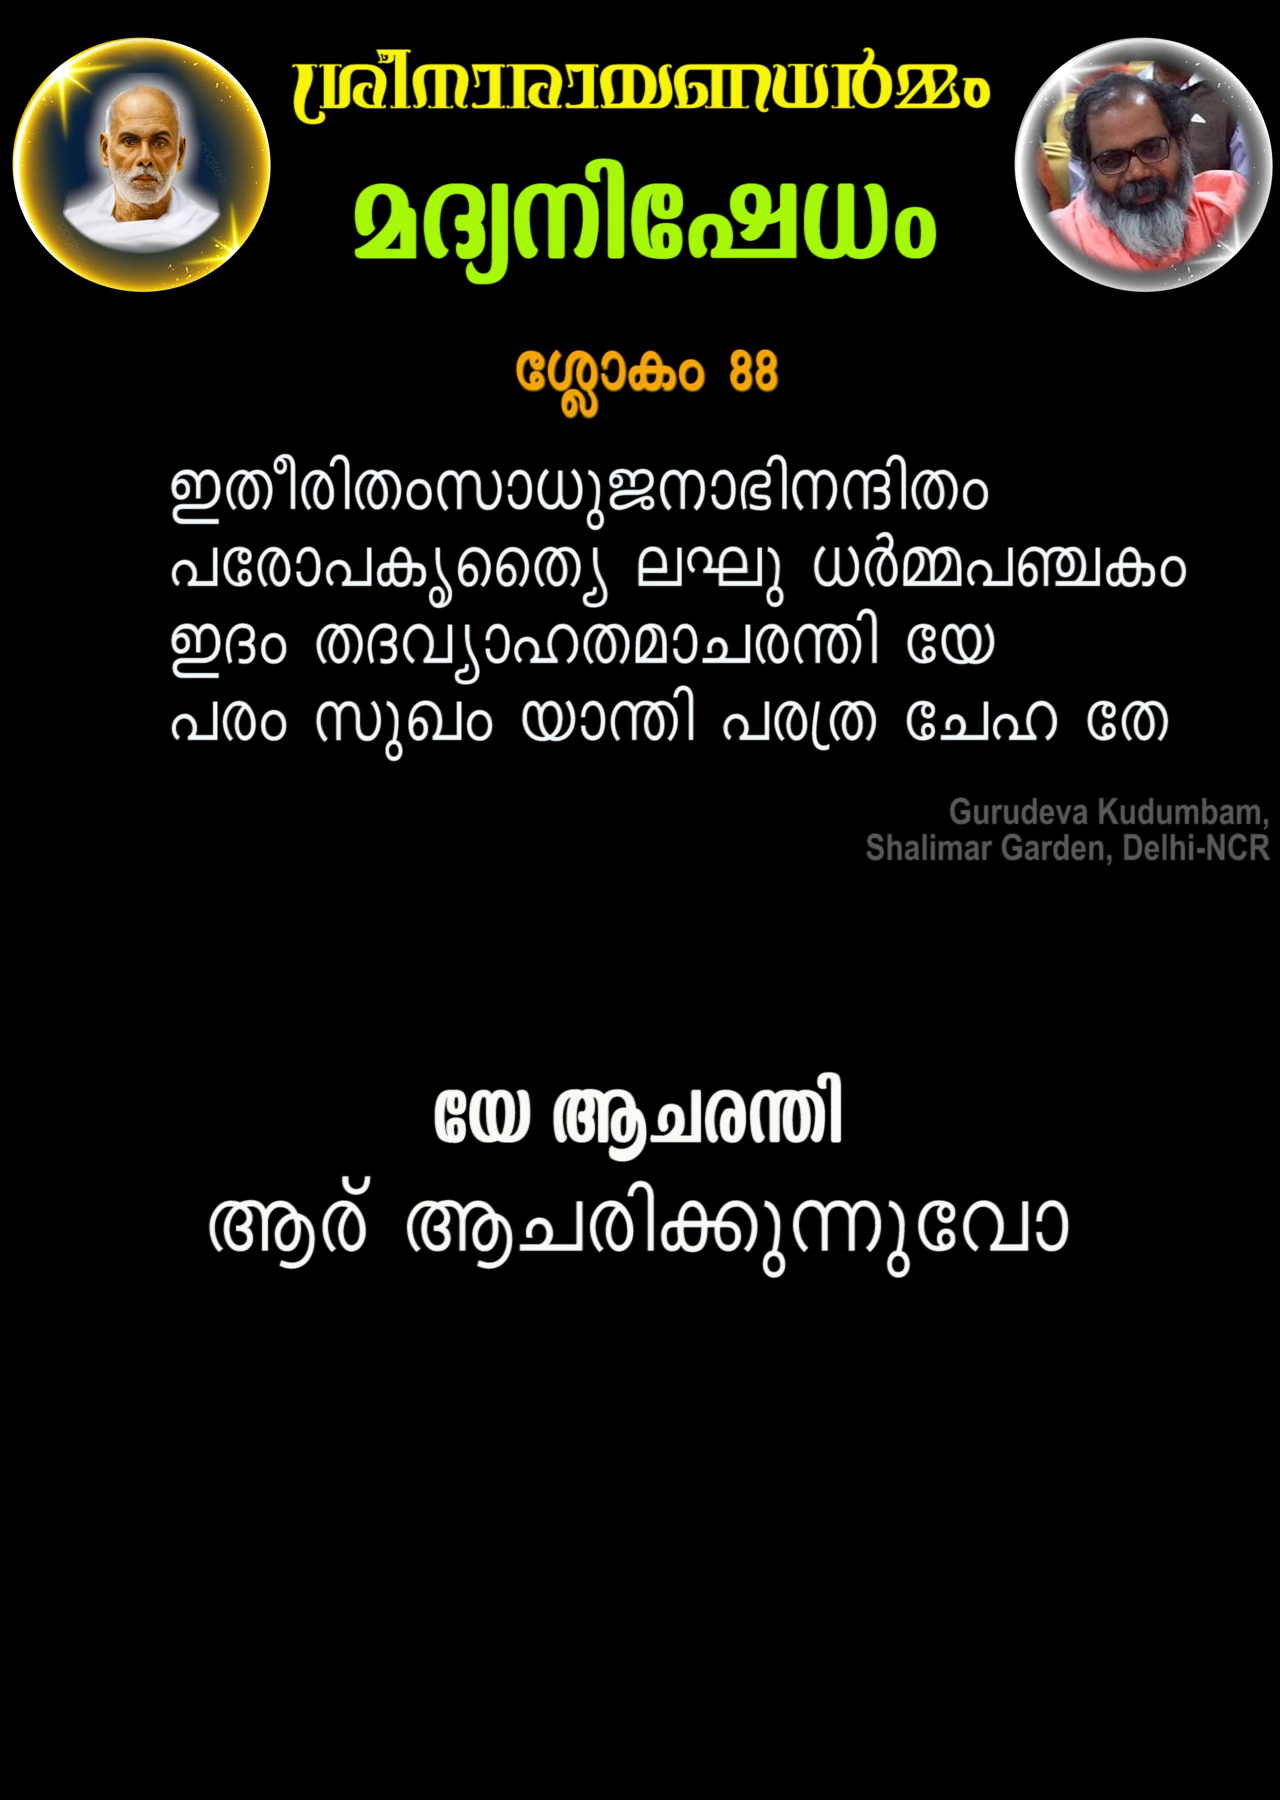 ശ്രീനാരായണധർമ്മം
മദ്യനിഷേധം
ശ്ലോകം 88
ഇതീരിതംസാധുജനാഭിനന്ദിതം
പരോപകൃത്യൈ ലഘു ധർമ്മപഞ്ചകം
ഇദം തദവ്യാഹതമാചരന്തി യേ
പരം സുഖം യാന്തി പരത്ര ചേഹ തേ
Gurudeva Kudumbam,
Shalimar Garden, Delhi-NCR
യേ ആചരന്തി
ആര് ആചരിക്കുന്നുവോ